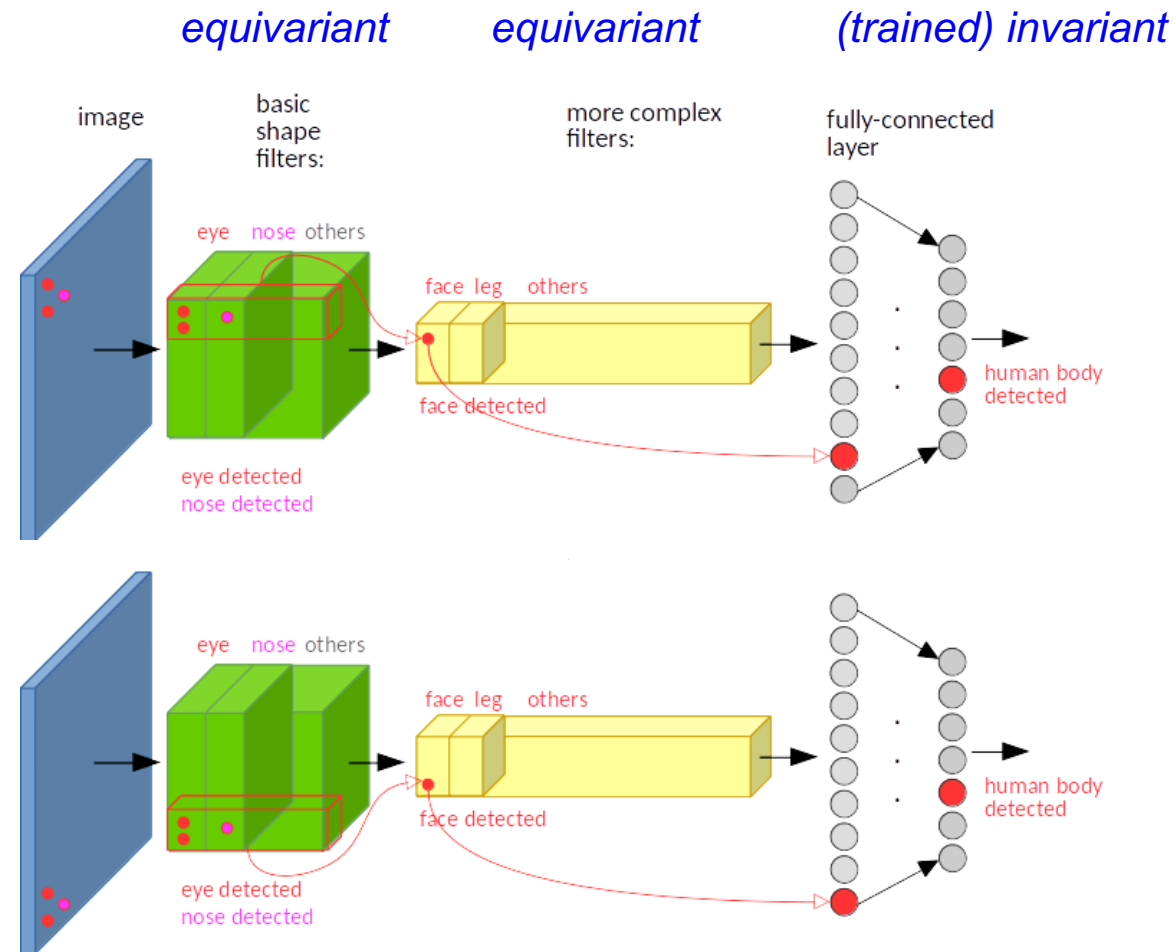 equivariant equivariant (trained) invariant
image
basic
shape
filters:
more complex
filters:
fully-connected
layer
eye nose others
face leg others
face detected
human body
detected
eye detected
nose detected
eye nose others
face leg others
face detected
human body
detected
eye detected
nose detected